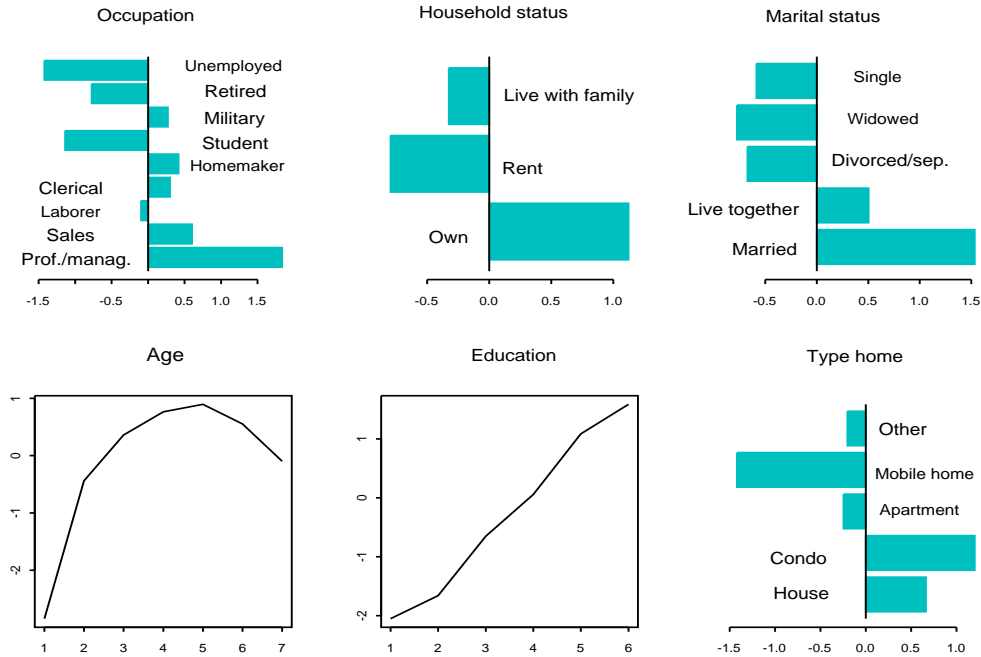 Occupation
Unemployed
Retired
Military
Student
Homemaker
Clerical
Laborer
Sales
Prof./manag.
-1.5 -0.5 0.5 1.0 1.5
Household status
Live with family
Rent
Own
-0.5 0.0 0.5 1.0
Marital status
Single
Widowed
Divorced/sep.
Live together
Married
-0.5 0.0 0.5 1.0 1.5
Age
1
0
-1
-2
1 2 3 4 5 6 7
Education
1
0
-1
-2
1 2 3 4 5 6
Type home
Other
Mobile home
Apartment
Condo
House
-1.5 -1.0 -0.5 0.0 0.5 1.0